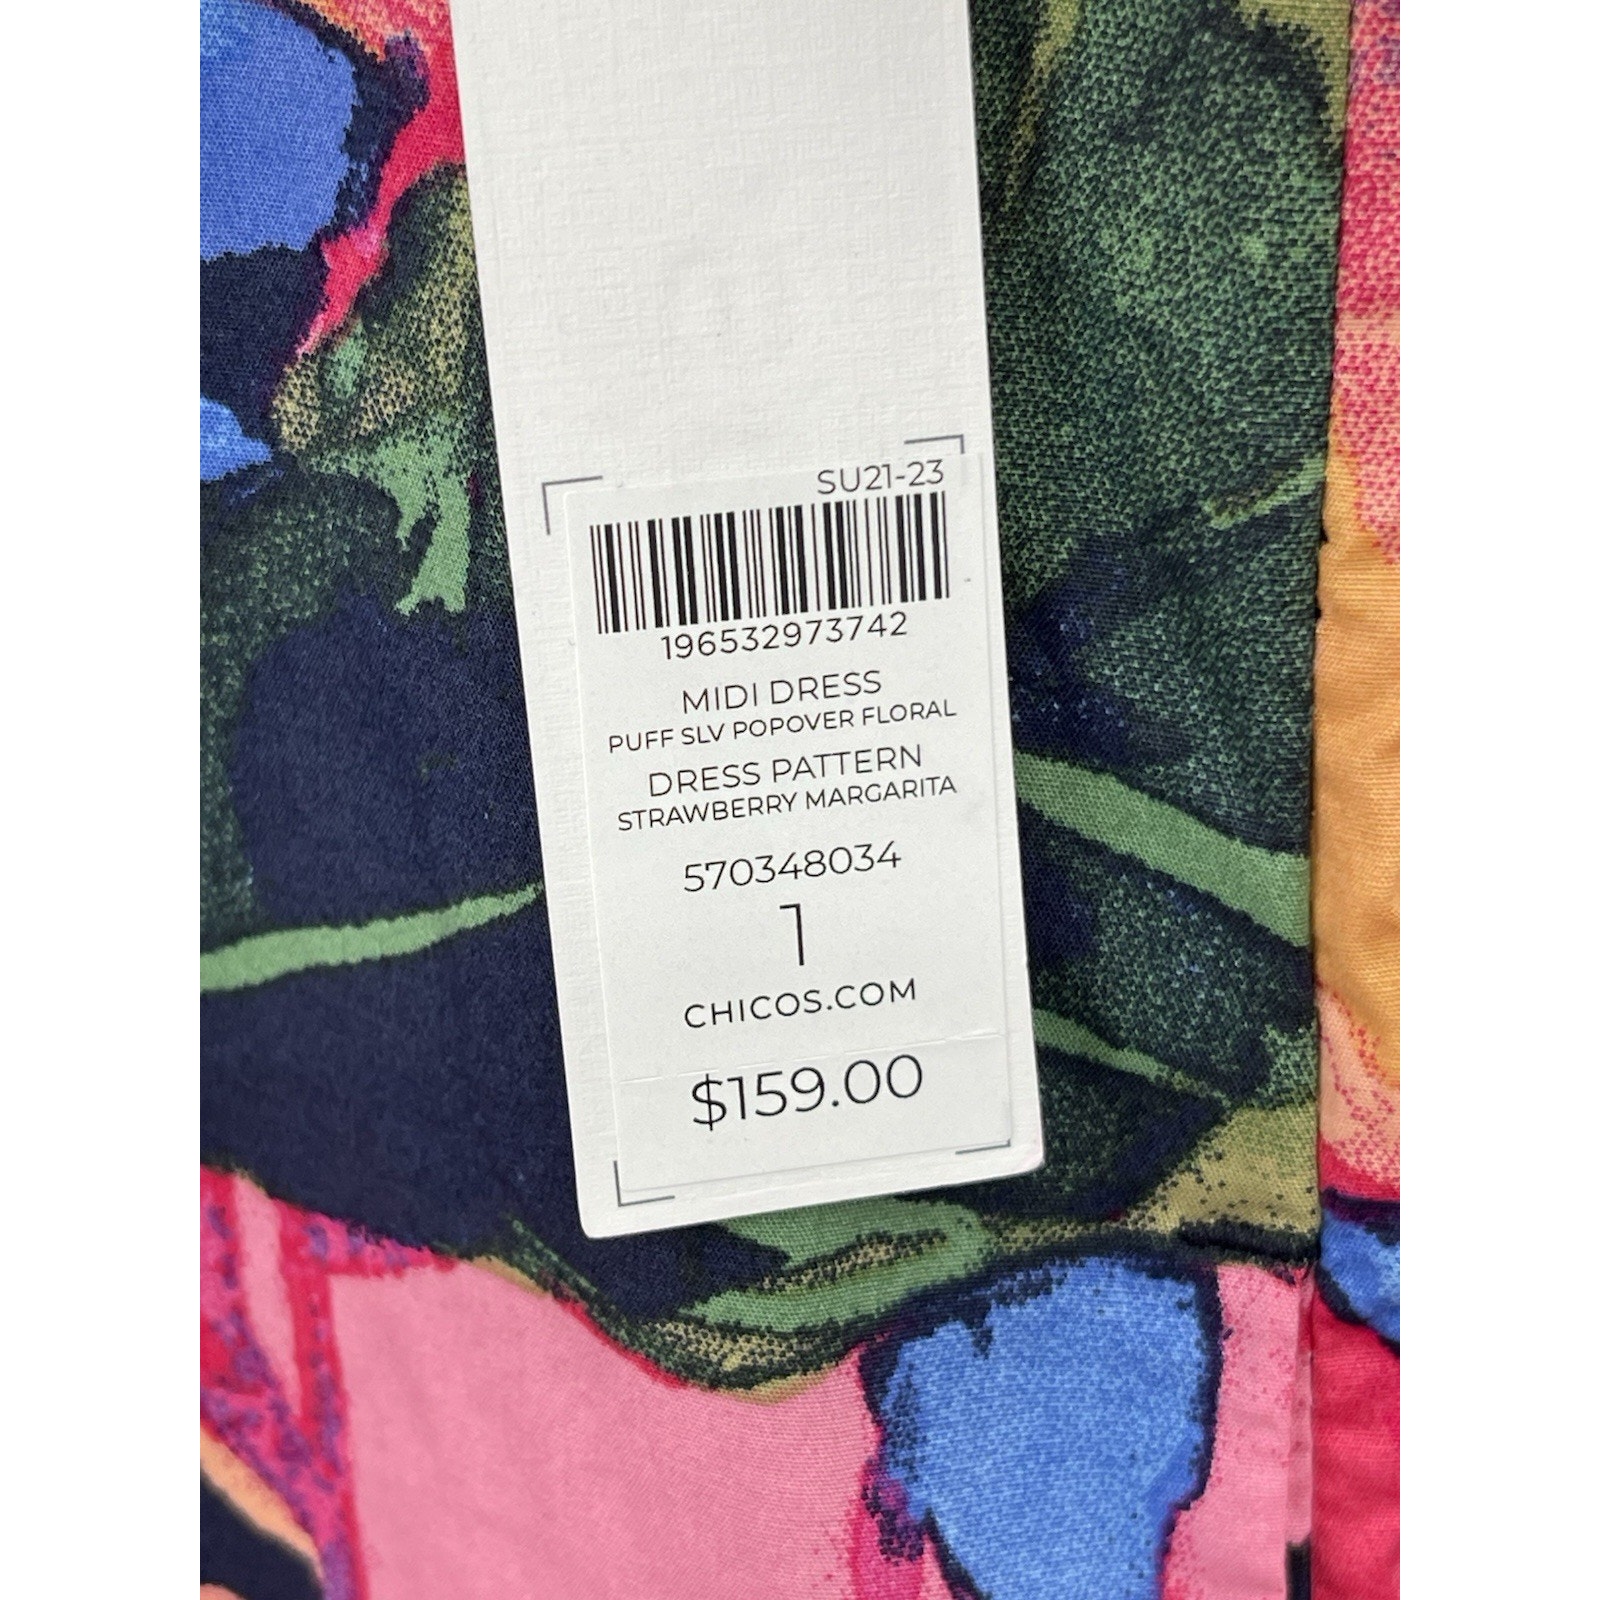 SU21-23
196532973742
MIDI DRESS
PUFF SLV POPOVER FLORAL
DRESS PATTERN
STRAWBERRY MARGARITA
570348034
1
CHICOS.COM
$159.00